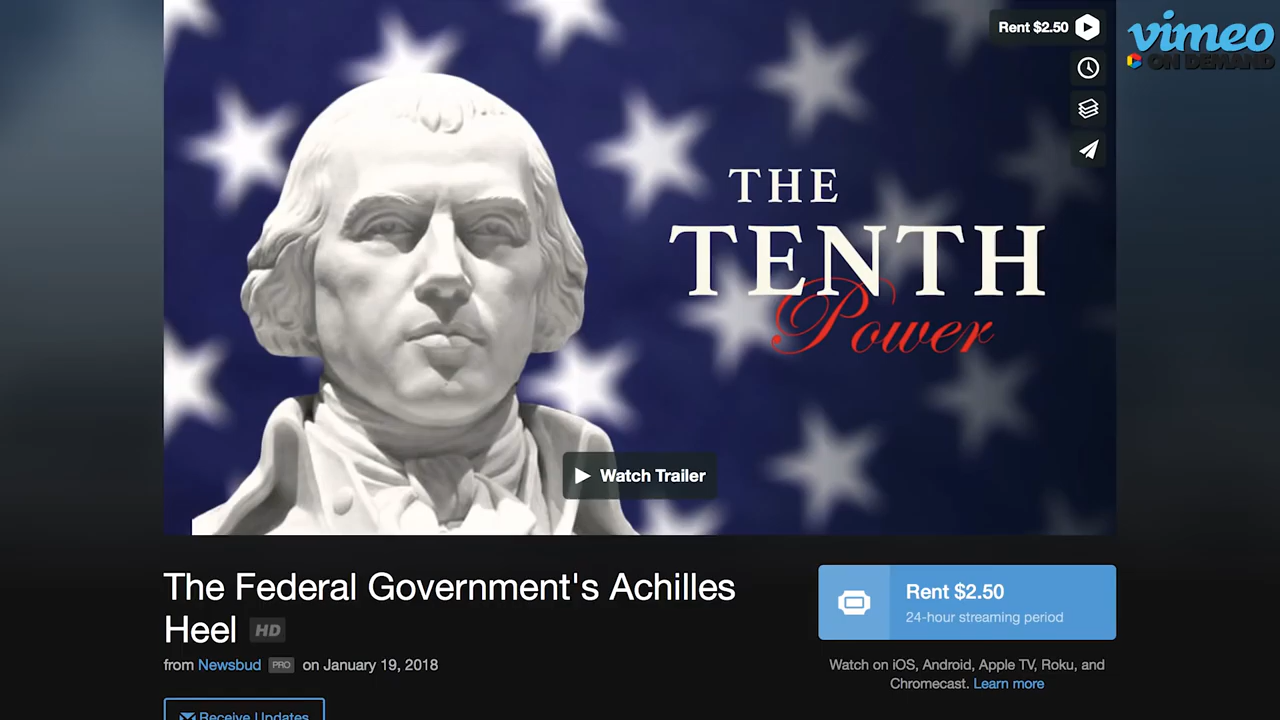 Rent $2.50
vimeo
ON DEMAND
THE
TENTH
Power
Watch Trailer
The Federal Government's Achilles
Heel HD
from Newsbud PRO on January 19, 2018
Rent $2.50
24-hour streaming period
Watch on iOS, Android, Apple TV, Roku, and
Chromecast. Learn more
Receive Updates